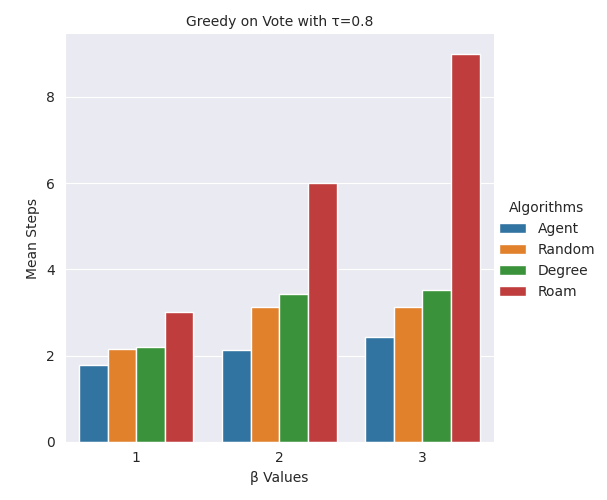 Greedy on Vote with τ=0.8
Mean Steps
8
6
4
2
0
1 2 3
β Values
Algorithms
Agent
Random
Degree
Roam